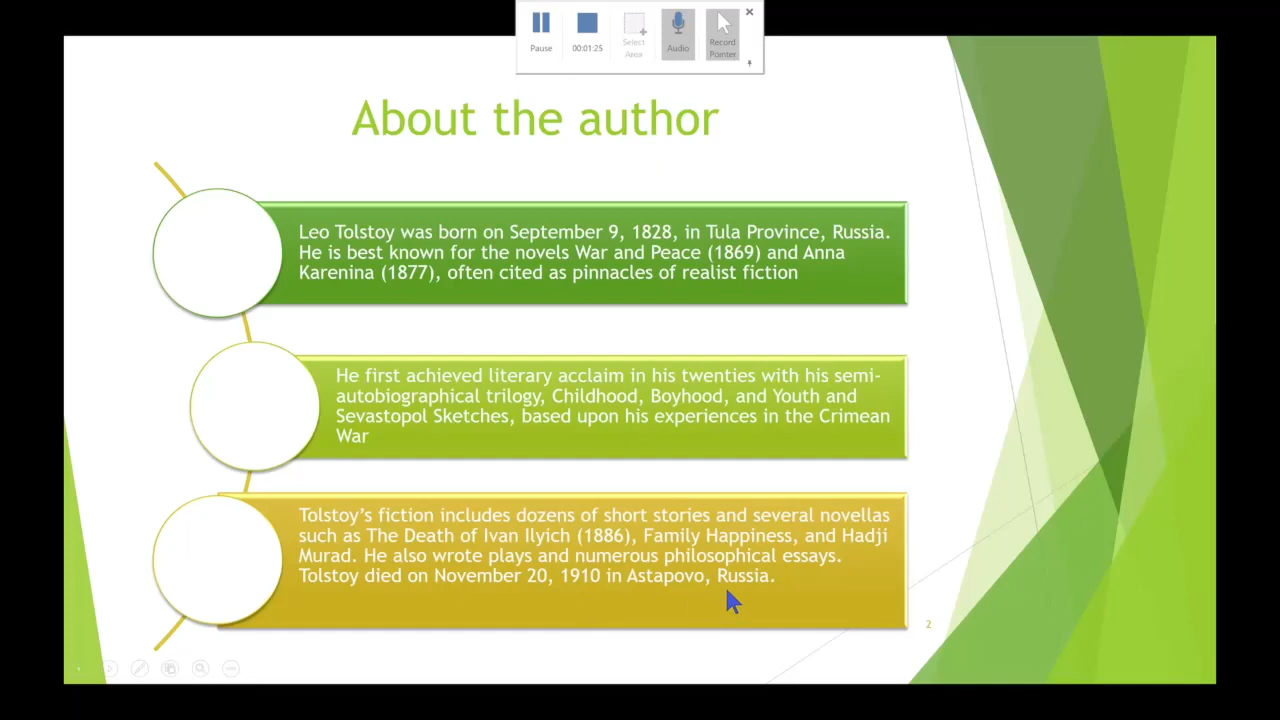 Pause
00:01:25
Select
Area
Audio
Record
Pointer
About the author
Leo Tolstoy was born on September 9, 1828, in Tula Province, Russia.
He is best known for the novels War and Peace (1869) and Anna
Karenina (1877), often cited as pinnacles of realist fiction
He first achieved literary acclaim in his twenties with his semi-
autobiographical trilogy, Childhood, Boyhood, and Youth and
Sevastopol Sketches, based upon his experiences in the Crimean
War
Tolstoy’s fiction includes dozens of short stories and several novellas
such as The Death of Ivan Ilyich (1886), Family Happiness, and Hadji
Murad. He also wrote plays and numerous philosophical essays.
Tolstoy died on November 20, 1910 in Astapovo, Russia.
2